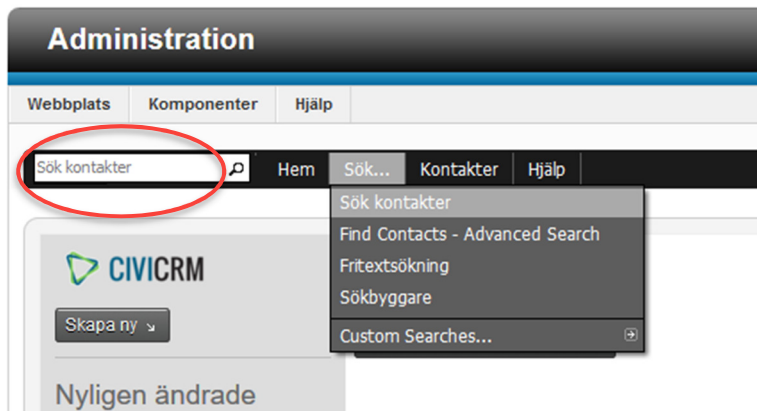 Administration
Webbplats Komponenter Hjälp
Sök kontakter Hem Sök... Kontakter Hjälp
Sök kontakter
Find Contacts - Advanced Search
Fritextsökning
Sökbyggare
Custom Searches...
CIVICRM
Skapa ny
Nyligen ändrade